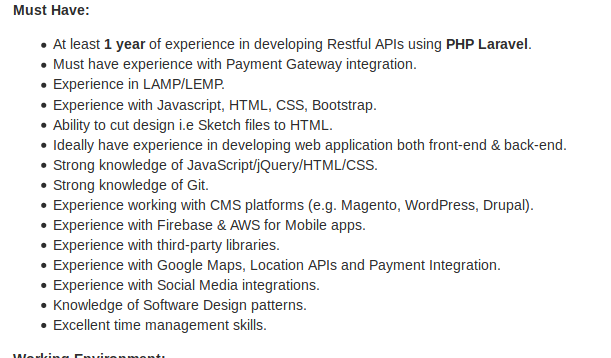 Must Have:
• At least 1 year of experience in developing Restful APIs using PHP Laravel.
• Must have experience with Payment Gateway integration.
• Experience in LAMP/LEMP.
• Experience with Javascript, HTML, CSS, Bootstrap.
• Ability to cut design i.e Sketch files to HTML.
• Ideally have experience in developing web application both front-end & back-end.
• Strong knowledge of JavaScript/jQuery/HTML/CSS.
• Strong knowledge of Git.
• Experience working with CMS platforms (e.g. Magento, WordPress, Drupal).
• Experience with Firebase & AWS for Mobile apps.
• Experience with third-party libraries.
• Experience with Google Maps, Location APIs and Payment Integration.
• Experience with Social Media integrations.
• Knowledge of Software Design patterns.
• Excellent time management skills.
Working Environment: